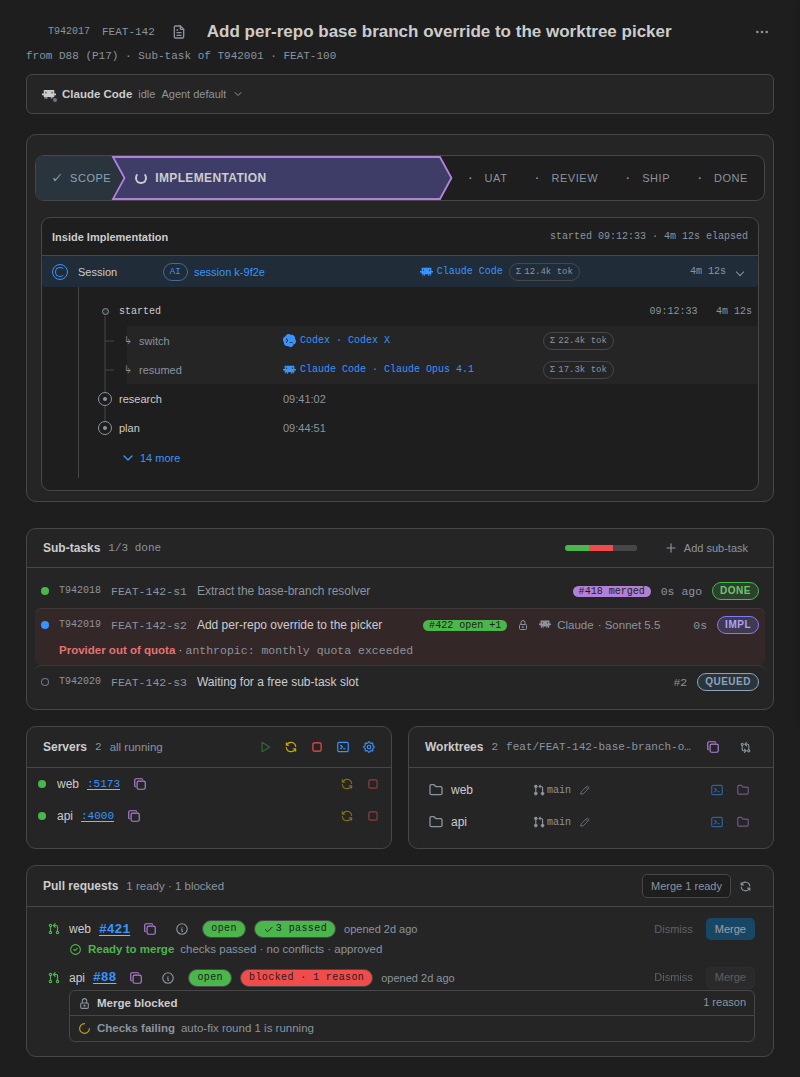 T942017 FEAT-142 Add per-repo base branch override to the worktree picker
from D88 (P17) · Sub-task of T942001 · FEAT-100
Claude Code idle Agent default
SCOPE IMPLEMENTATION · UAT · REVIEW · SHIP · DONE
Inside Implementation started 09:12:33 · 4m 12s elapsed
Session AI session k-9f2e Claude Code Σ 12.4k tok 4m 12s
started 09:12:33 4m 12s
↳ switch Codex · Codex X Σ 22.4k tok
↳ resumed Claude Code · Claude Opus 4.1 Σ 17.3k tok
research 09:41:02
plan 09:44:51
14 more
Sub-tasks 1/3 done Add sub-task
T942018 FEAT-142-s1 Extract the base-branch resolver #418 merged 0s ago DONE
T942019 FEAT-142-s2 Add per-repo override to the picker #422 open +1 Claude · Sonnet 5.5 0s IMPL
Provider out of quota · anthropic: monthly quota exceeded
T942020 FEAT-142-s3 Waiting for a free sub-task slot #2 QUEUED
Servers 2 all running
web :5173
api :4000
Worktrees 2 feat/FEAT-142-base-branch-o…
web main
api main
Pull requests 1 ready · 1 blocked Merge 1 ready
web #421 open 3 passed opened 2d ago Dismiss Merge
Ready to merge checks passed · no conflicts · approved
api #88 open blocked · 1 reason opened 2d ago Dismiss Merge
Merge blocked 1 reason
Checks failing auto-fix round 1 is running